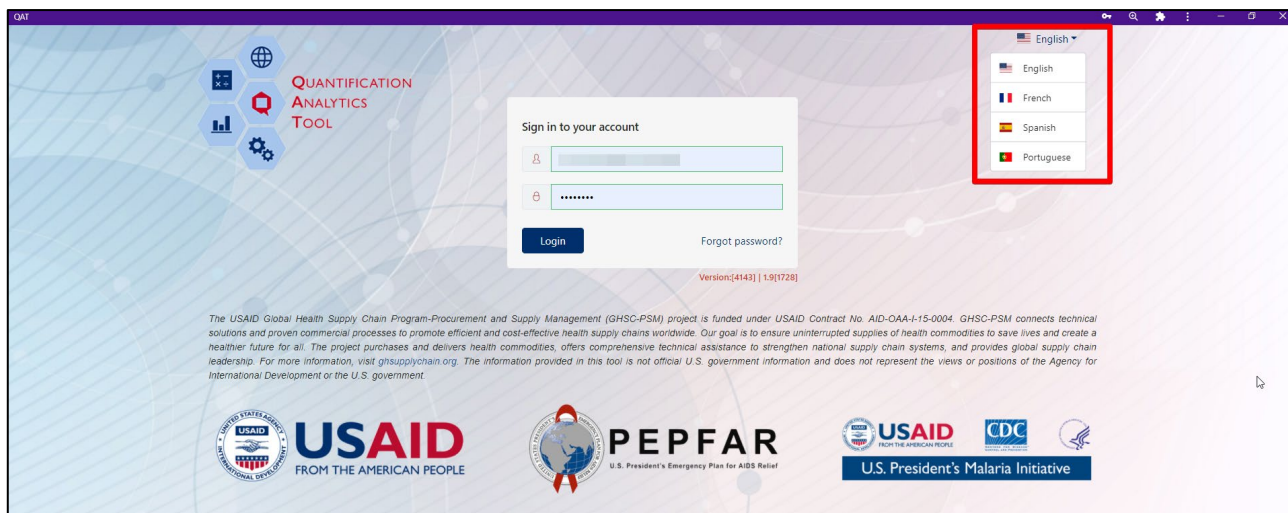 QAT
English
English
French
Spanish
Portuguese
QUANTIFICATION
ANALYTICS
TOOL
Sign in to your account
••••••••
Login
Forgot password?
Version:[4143] | 1.9[1728]
The USAID Global Health Supply Chain Program-Procurement and Supply Management (GHSC-PSM) project is funded under USAID Contract No. AID-OAA-I-15-0004. GHSC-PSM connects technical
solutions and proven commercial processes to promote efficient and cost-effective health supply chains worldwide. Our goal is to ensure uninterrupted supplies of health commodities to save lives and create a
healthier future for all. The project purchases and delivers health commodities, offers comprehensive technical assistance to strengthen national supply chain systems, and provides global supply chain
leadership. For more information, visit ghsupplychain.org. The information provided in this tool is not official U.S. government information and does not represent the views or positions of the Agency for
International Development or the U.S. government.
UNITED STATES AGENCY
USAID
INTERNATIONAL DEVELOPMENT
USAID
FROM THE AMERICAN PEOPLE
PEPFAR
U.S. President's Emergency Plan for AIDS Relief
USAID
FROM THE AMERICAN PEOPLE
CDC
U.S. President's Malaria Initiative